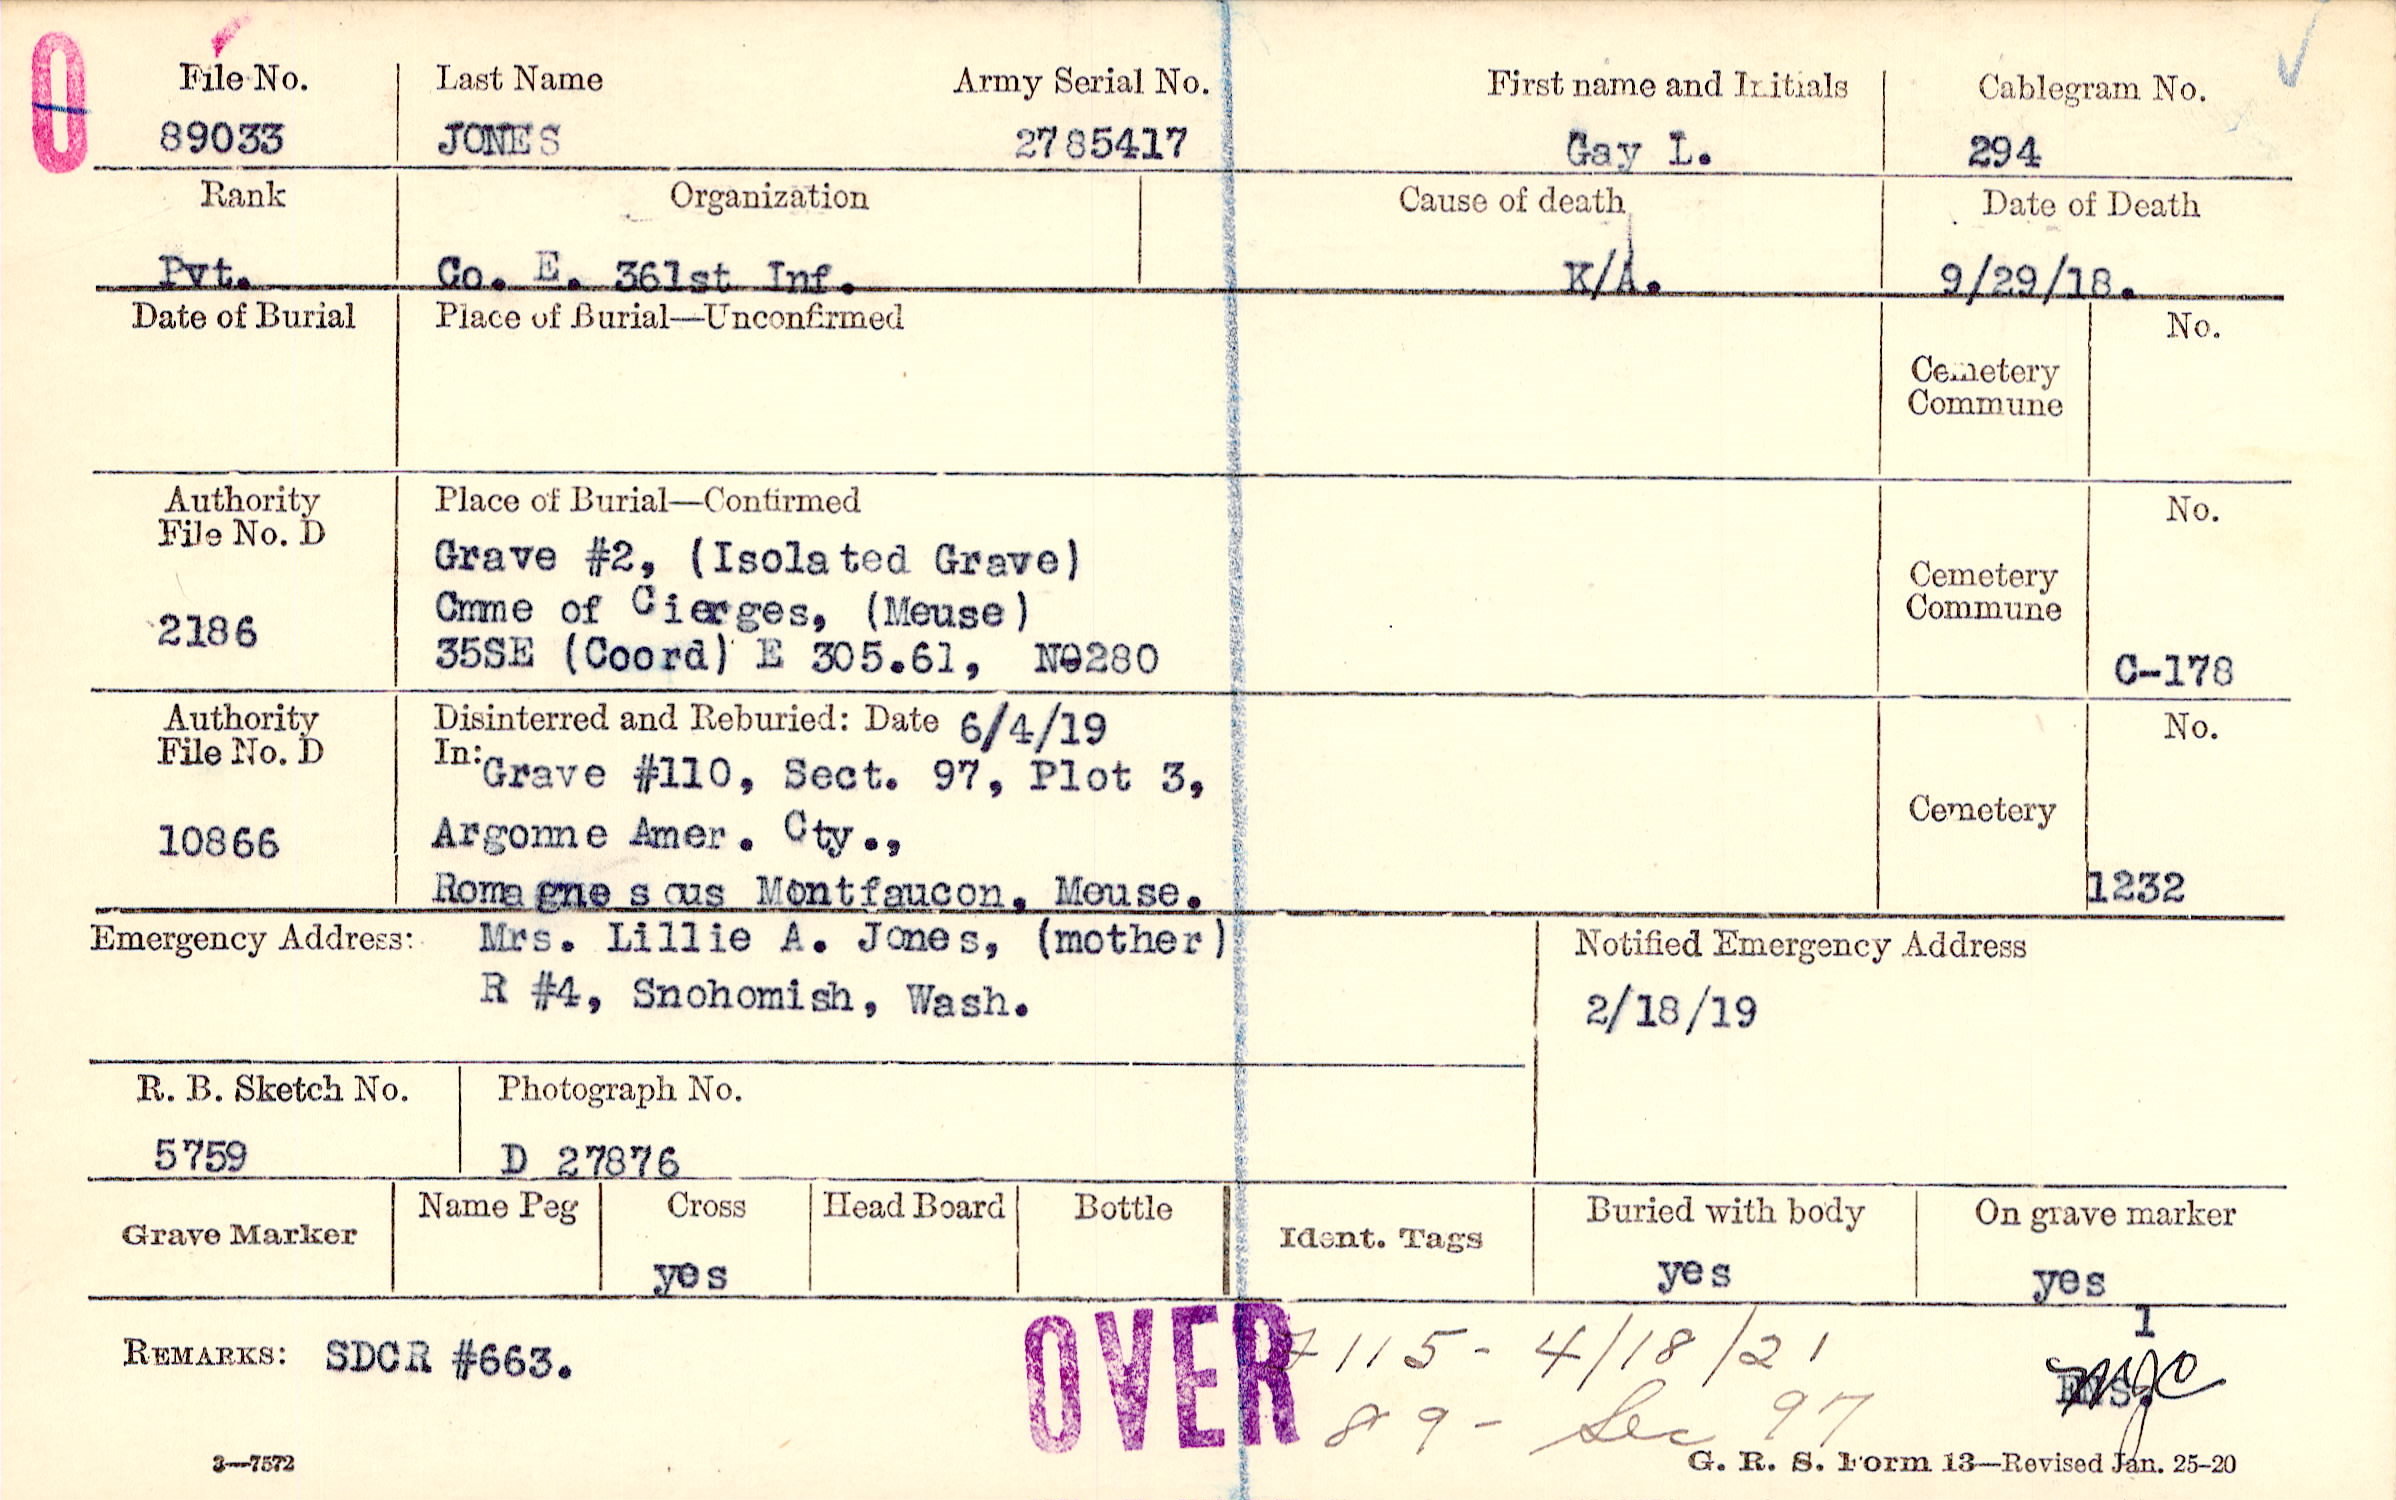 0
File No. Last Name Army Serial No. First name and Initials Cablegram No.
89033 JONES 2785417 Gay L. 294
Rank Organization Cause of death Date of Death
Pvt. Co. E. 361st Inf. K/A. 9/29/18.
Date of Burial Place of Burial—Unconfirmed No.
Cemetery
Commune
Authority Place of Burial—Confirmed No.
File No. D
Grave #2, (Isolated Grave)
Cemetery
2186 Cmme of Cierges, (Meuse) Commune
35SE (Coord) E 305.61, N0280 C-178
Authority Disinterred and Reburied: Date 6/4/19 No.
File No. D In: Grave #110, Sect. 97, Plot 3,
Cemetery
10866 Argonne Amer. Cty.,
Romagne sous Montfaucon, Meuse. 1232
Emergency Address: Mrs. Lillie A. Jones, (mother) Notified Emergency Address
R #4, Snohomish, Wash. 2/18/19
R. B. Sketch No. Photograph No.
5759 D 27876
Grave Marker Name Peg Cross Head Board Bottle Ident. Tags Buried with body On grave marker
yes yes yes
1
REMARKS: SDCR #663. OVER 115 - 4/18/21
89 - Sec 97
3—7572 G. R. S. Form 13—Revised Jan. 25-20